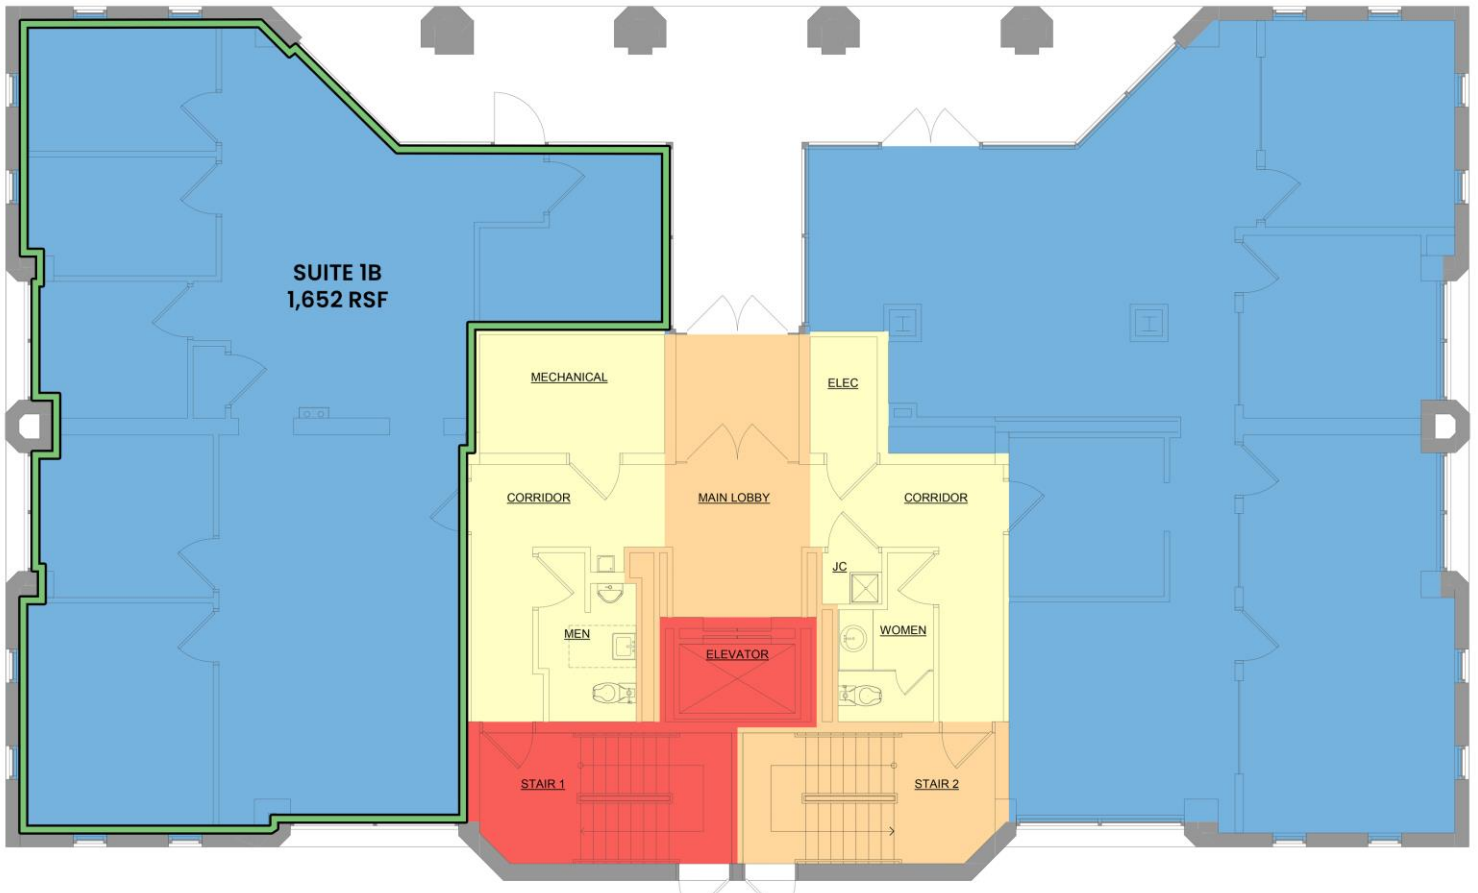 SUITE 1B
1,652 RSF
MECHANICAL
ELEC
CORRIDOR
MAIN LOBBY
CORRIDOR
JC
MEN
WOMEN
ELEVATOR
STAIR 1
STAIR 2